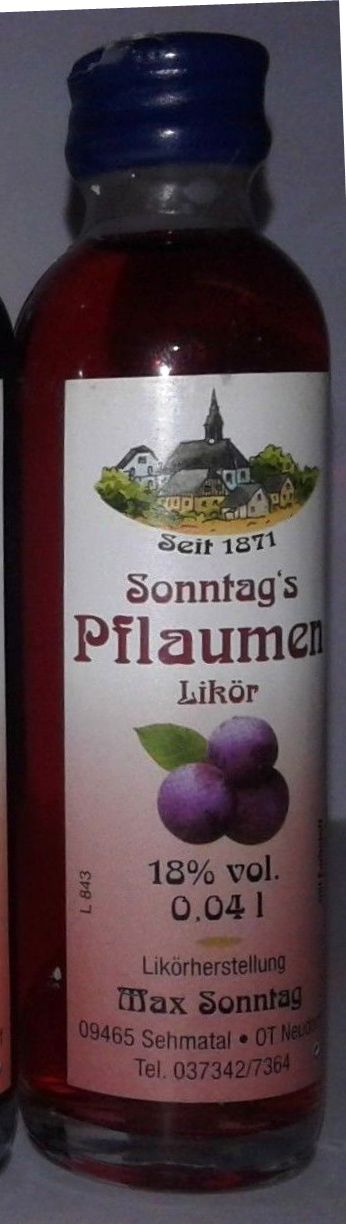 Seit 1871
Sonntag's
Pflaumen
Likör
18% vol.
0,04 l
L 843
Likörherstellung
Max Sonntag
09465 Sehmatal • OT
Tel. 037342/7364